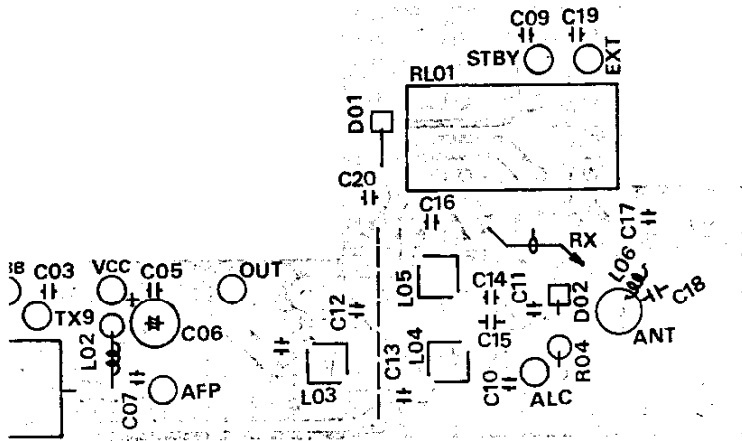 C09 C19
STBY
EXT
RL01
D01
C20
C16
C17
RX
L06
C18
C03
VCC
C05
OUT
L05
C14
C11
D02
TX9
C06
C12
C15
ANT
L02
L04
C13
R04
L03
C07
AFP
C10
ALC